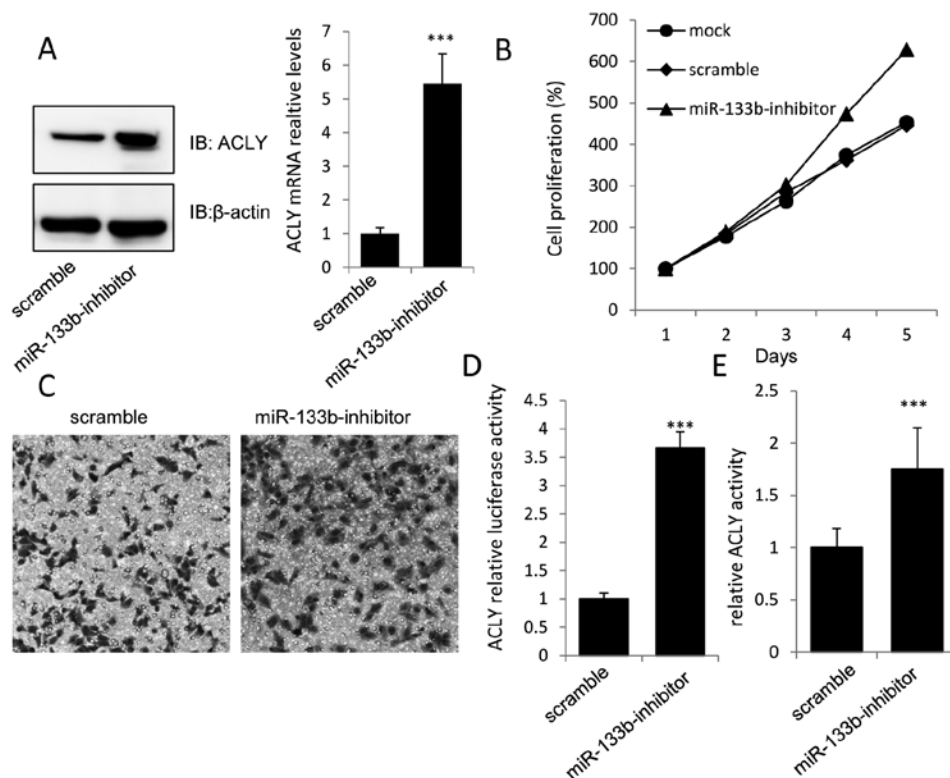 A
IB: ACLY
IB:β-actin
scramble
miR-133b-inhibitor
ACLY mRNA realtive levels
7
6
5
4
3
2
1
0
***
scramble
miR-133b-inhibitor
B
Cell proliferation (%)
700
600
500
400
300
200
100
0
mock
scramble
miR-133b-inhibitor
1 2 3 4 5
Days
C
scramble
miR-133b-inhibitor
D
ACLY relative luciferase activity
4.5
4
3.5
3
2.5
2
1.5
1
0.5
0
***
scramble
miR-133b-inhibitor
E
relative ACLY activity
2.5
2
1.5
1
0.5
0
***
scramble
miR-133b-inhibitor